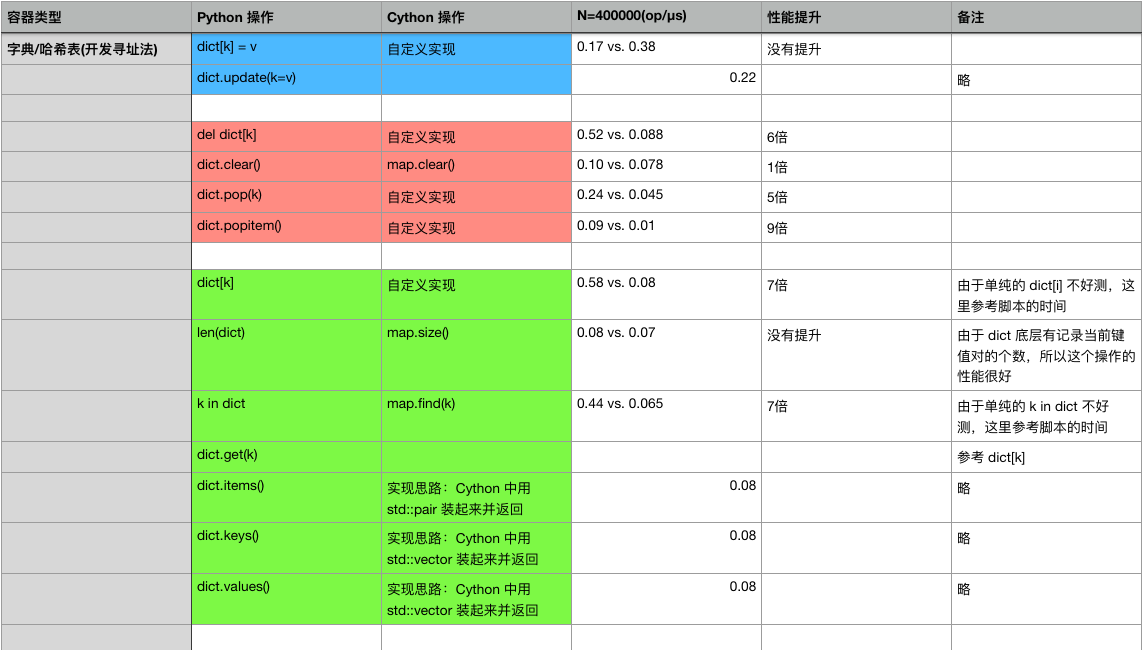 容器类型 Python 操作 Cython 操作 N=400000(op/μs) 性能提升 备注
字典/哈希表(开发寻址法) dict[k] = v 自定义实现 0.17 vs. 0.38 没有提升
dict.update(k=v) 0.22 略
del dict[k] 自定义实现 0.52 vs. 0.088 6倍
dict.clear() map.clear() 0.10 vs. 0.078 1倍
dict.pop(k) 自定义实现 0.24 vs. 0.045 5倍
dict.popitem() 自定义实现 0.09 vs. 0.01 9倍
dict[k] 自定义实现 0.58 vs. 0.08 7倍 由于单纯的 dict[i] 不好测，这
里参考脚本的时间
len(dict) map.size() 0.08 vs. 0.07 没有提升 由于 dict 底层有记录当前键
值对的个数，所以这个操作的
性能很好
k in dict map.find(k) 0.44 vs. 0.065 7倍 由于单纯的 k in dict 不好
测，这里参考脚本的时间
dict.get(k) 参考 dict[k]
dict.items() 实现思路：Cython 中用 0.08 略
std::pair 装起来并返回
dict.keys() 实现思路：Cython 中用 0.08 略
std::vector 装起来并返回
dict.values() 实现思路：Cython 中用 0.08 略
std::vector 装起来并返回